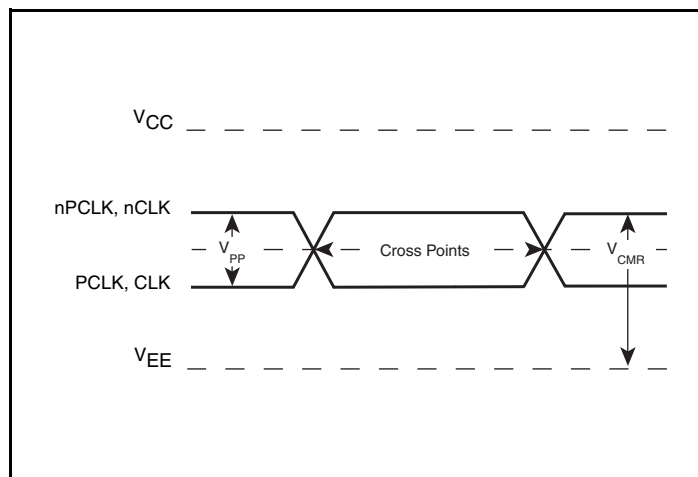 VCC
nPCLK, nCLK
VPP
Cross Points
VCMR
PCLK, CLK
VEE